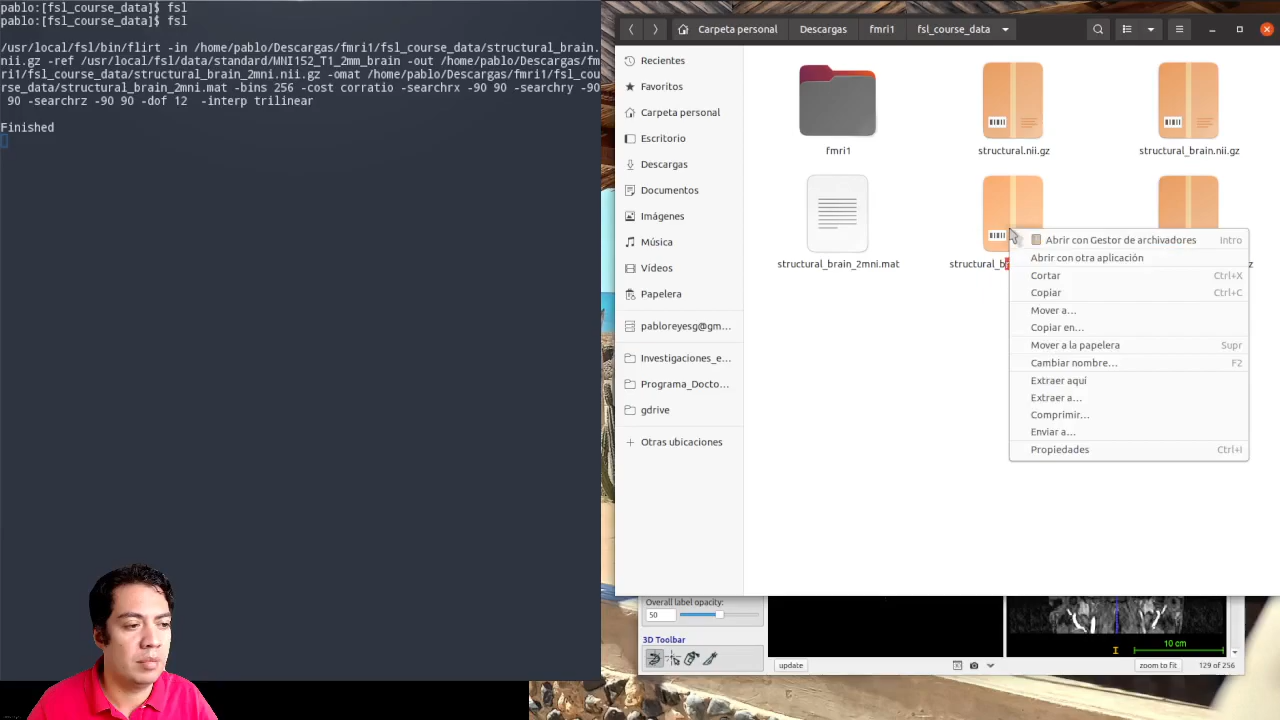 pablo:[fsl_course_data]$ fsl
pablo:[fsl_course_data]$ fsl
/usr/local/fsl/bin/flirt -in /home/pablo/Descargas/fmri1/fsl_course_data/structural_brain.
nii.gz -ref /usr/local/fsl/data/standard/MNI152_T1_2mm_brain -out /home/pablo/Descargas/fm
ri1/fsl_course_data/structural_brain_2mni.nii.gz -omat /home/pablo/Descargas/fmri1/fsl_cou
rse_data/structural_brain_2mni.mat -bins 256 -cost corratio -searchrx -90 90 -searchry -90
90 -searchrz -90 90 -dof 12  -interp trilinear
Finished
Carpeta personal
Descargas
fmri1
fsl_course_data
Recientes
Favoritos
Carpeta personal
Escritorio
Descargas
Documentos
Imágenes
Música
Vídeos
Papelera
pabloreyesg@gm...
Investigaciones_e...
Programa_Docto...
gdrive
Otras ubicaciones
fmri1
structural.nii.gz
structural_brain.nii.gz
structural_brain_2mni.mat
structural_b
z
Abrir con Gestor de archivadores Intro
Abrir con otra aplicación
Cortar Ctrl+X
Copiar Ctrl+C
Mover a...
Copiar en...
Mover a la papelera Supr
Cambiar nombre... F2
Extraer aquí
Extraer a...
Comprimir...
Enviar a...
Propiedades Ctrl+I
Overall label opacity:
50
3D Toolbar
update
10 cm
I
zoom to fit
129 of 256